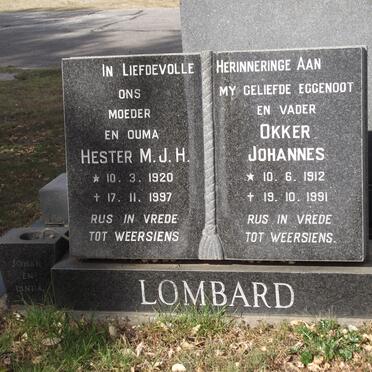 IN LIEFDEVOLLE HERINNERINGE AAN
ONS
MOEDER
EN OUMA
HESTER M.J.H.
* 10. 3. 1920
✝ 17. 11. 1997
RUS IN VREDE
TOT WEERSIENS
MY GELIEFDE EGGENOOT
EN VADER
OKKER
JOHANNES
* 10. 6. 1912
✝ 19. 10. 1991
RUS IN VREDE
TOT WEERSIENS.
LOMBARD
EN